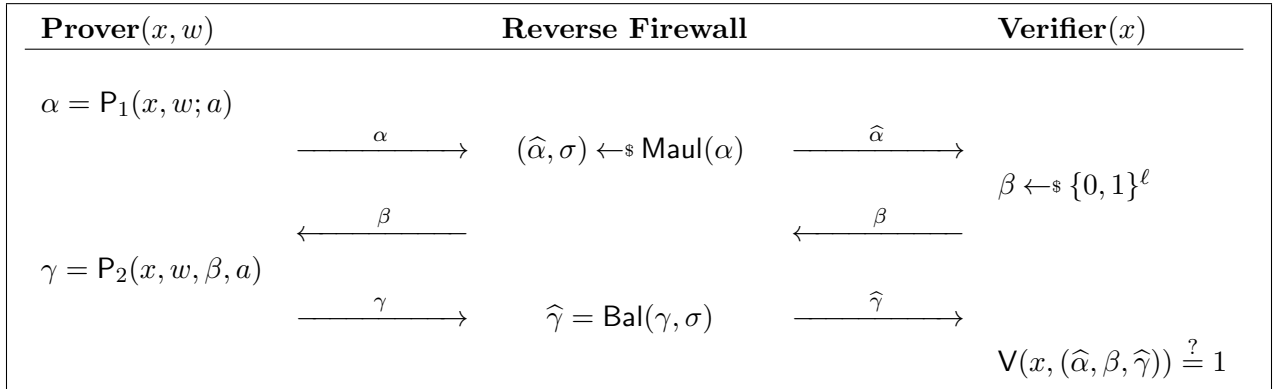 Prover(x, w) Reverse Firewall Verifier(x)
α = P₁(x, w; a)
α (α̂, σ) ←$ Maul(α) α̂
β ←$ {0, 1}^ℓ
β β
γ = P₂(x, w, β, a)
γ γ̂ = Bal(γ, σ) γ̂
V(x, (α̂, β, γ̂)) ≟ 1